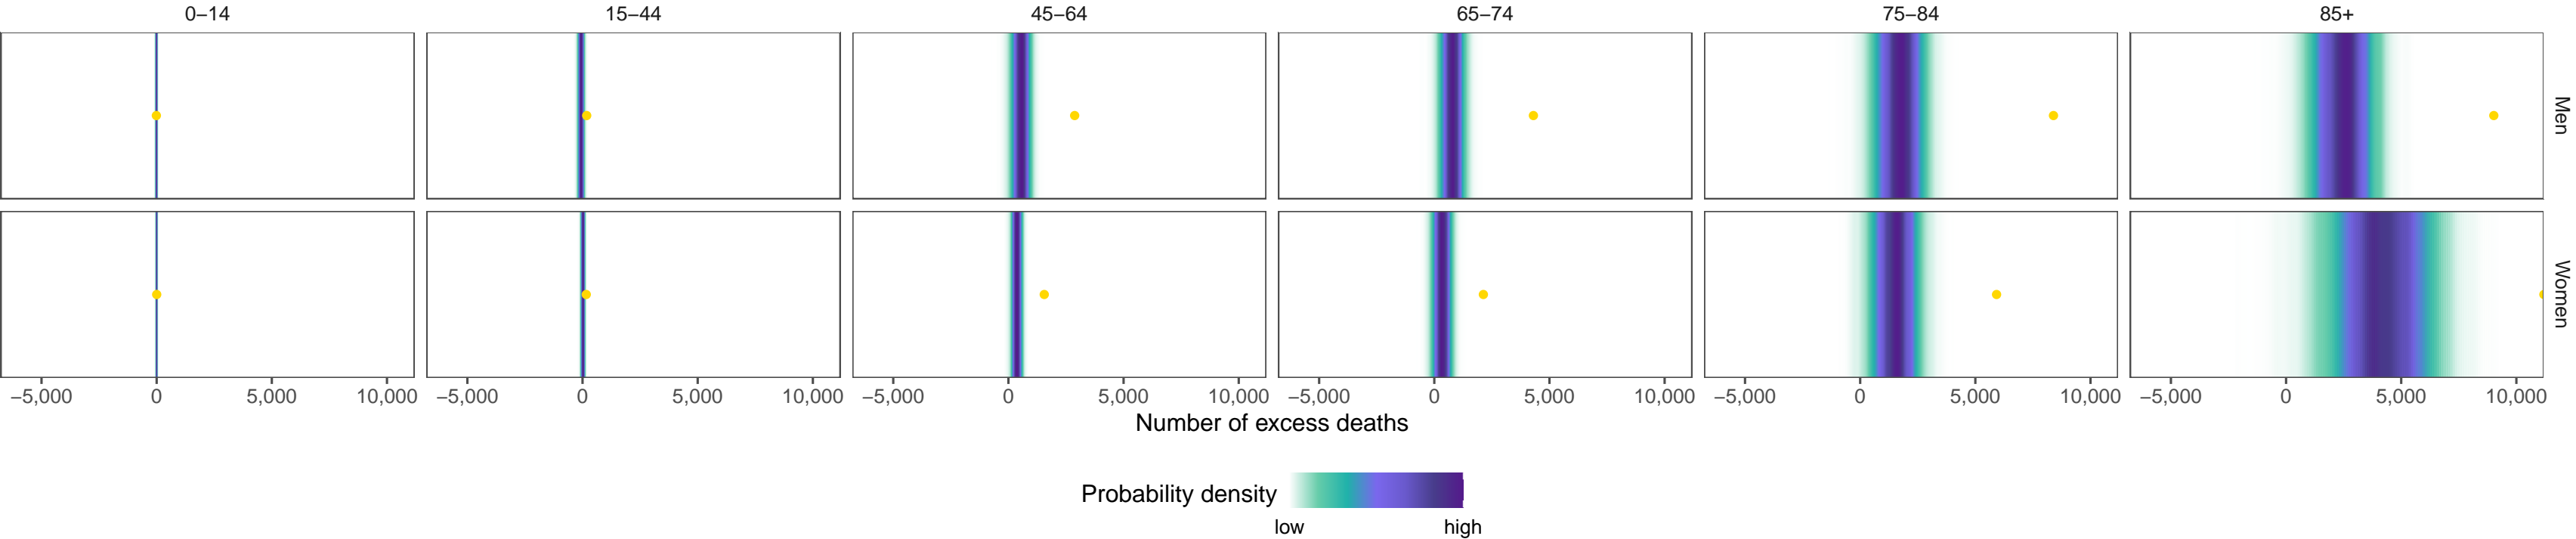 0–14 15–44 45–64 65–74 75–84 85+
Men
Women
−5,000 0 5,000 10,000 −5,000 0 5,000 10,000 −5,000 0 5,000 10,000 −5,000 0 5,000 10,000 −5,000 0 5,000 10,000 −5,000 0 5,000 10,000
Number of excess deaths
Probability density
low high